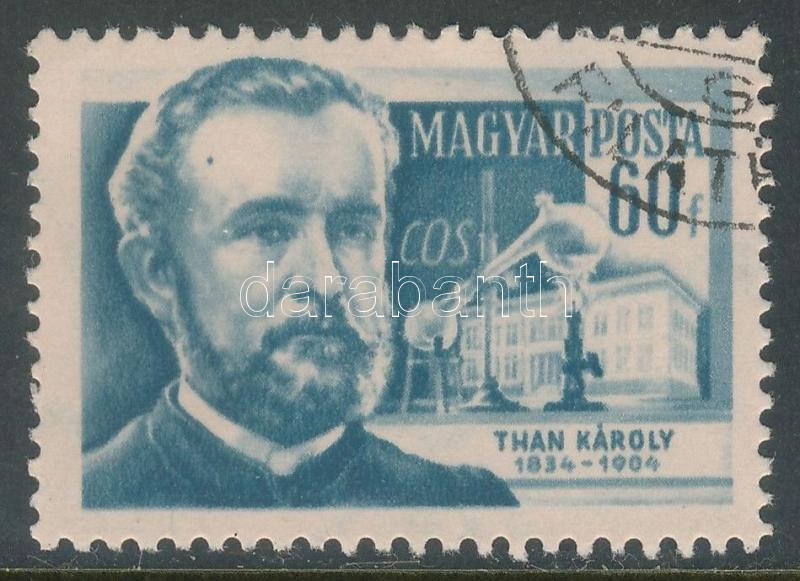 MAGYAR POSTA
60f
COS
darabanth
THAN KÁROLY
1834-1904